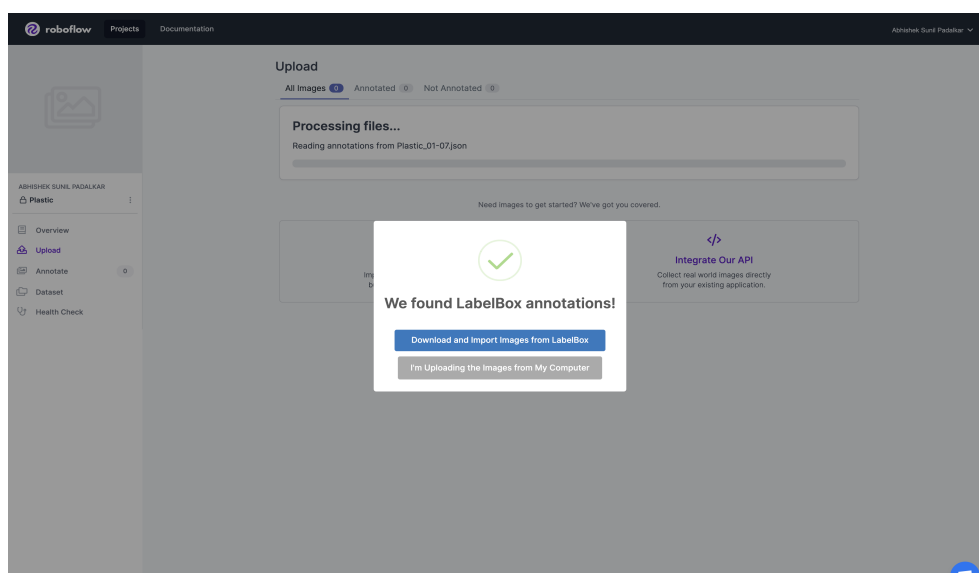 roboflow
Projects
Documentation
Abhishek Sunil Padalkar
Upload
All Images 0
Annotated 0
Not Annotated 0
Processing files...
Reading annotations from Plastic_01-07.json
ABHISHEK SUNIL PADALKAR
Plastic
Overview
Upload
Annotate 0
Dataset
Health Check
Need images to get started? We've got you covered.
</>
Integrate Our API
Collect real world images directly
from your existing application.
We found LabelBox annotations!
Download and Import Images from LabelBox
I'm Uploading the Images from My Computer